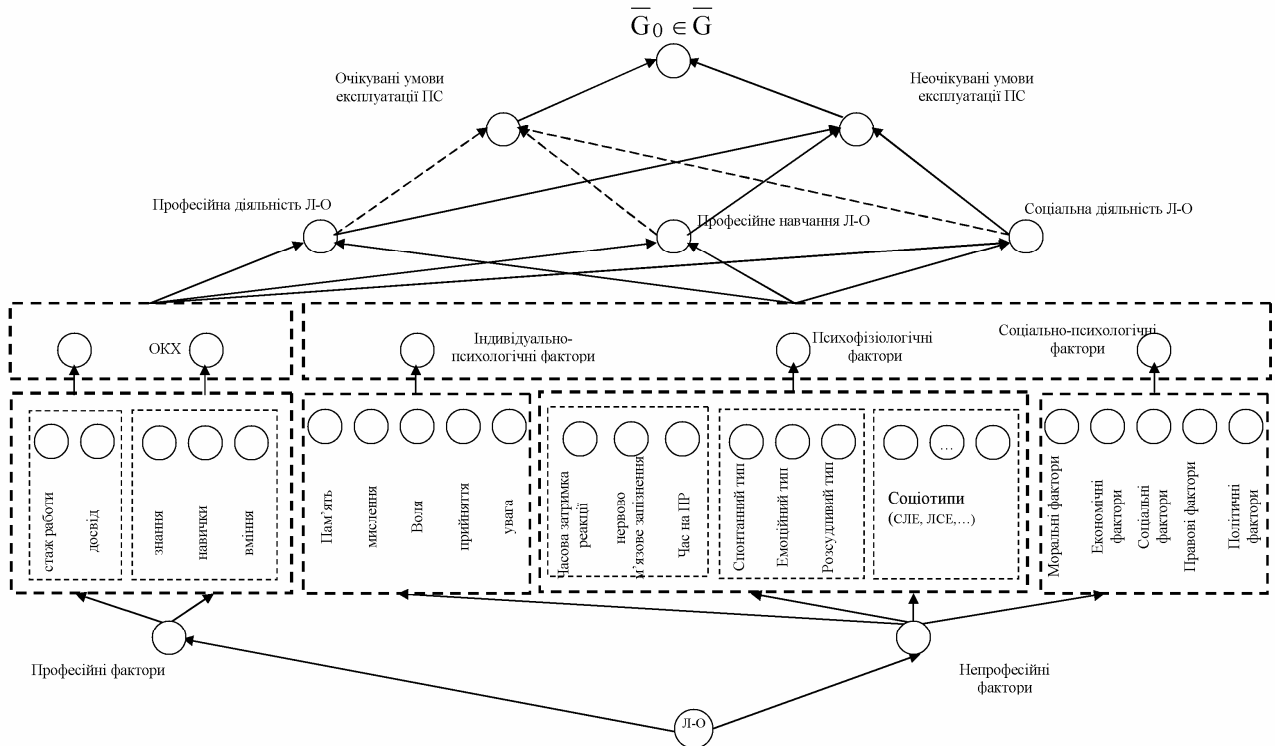 G̅₀ ∈ G̅
Очікувані умови
експлуатації ПС
Неочікувані умови
експлуатації ПС
Професійна діяльність Л-О
Професійне навчання Л-О
Соціальна діяльність Л-О
ОКХ
Індивідуально-
психологічні фактори
Психофізіологічні
фактори
Соціально-психологічні
фактори
стаж работи
досвід
знання
навички
вміння
Пам’ять
мисленя
Воля
прийняття
увага
Часова затримка
реакції
нервово
м’язове запізнення
Час на ПР
Спонтанний тип
Емоційний тип
Розсудливий тип
...
Соціотипи
(СЛЕ, ЛСЕ,…)
Моральні фактори
Економічні
фактори
Соціальні
фактори
Правові фактори
Політичні
фактори
Професійні фактори
Непрофесійні
фактори
Л-О